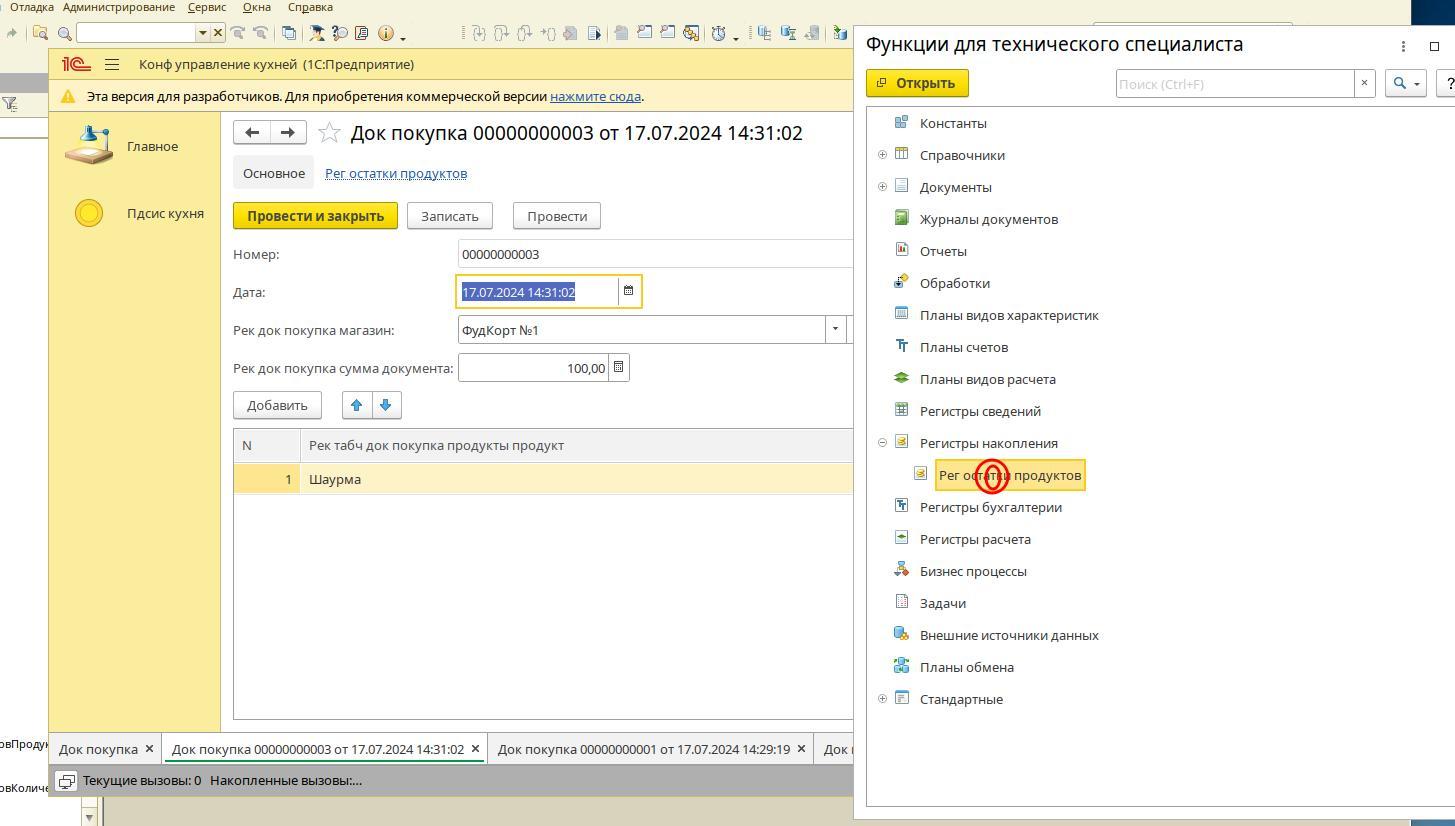 Отладка Администрирование Сервис Окна Справка
1С Конф управление кухней (1С:Предприятие)
Эта версия для разработчиков. Для приобретения коммерческой версии нажмите сюда.
Главное
Пдсис кухня
Док покупка 00000000003 от 17.07.2024 14:31:02
Основное Рег остатки продуктов
Провести и закрыть Записать Провести
Номер: 00000000003
Дата: 17.07.2024 14:31:02
Рек док покупка магазин: ФудКорт №1
Рек док покупка сумма документа: 100,00
Добавить
N Рек табч док покупка продукты продукт
1 Шаурма
Док покупка Док покупка 00000000003 от 17.07.2024 14:31:02 Док покупка 00000000001 от 17.07.2024 14:29:19 Док
Текущие вызовы: 0 Накопленные вызовы:...
Функции для технического специалиста
Открыть Поиск (Ctrl+F) ?
Константы
Справочники
Документы
Журналы документов
Отчеты
Обработки
Планы видов характеристик
Планы счетов
Планы видов расчета
Регистры сведений
Регистры накопления
Рег остатки продуктов
Регистры бухгалтерии
Регистры расчета
Бизнес процессы
Задачи
Внешние источники данных
Планы обмена
Стандартные